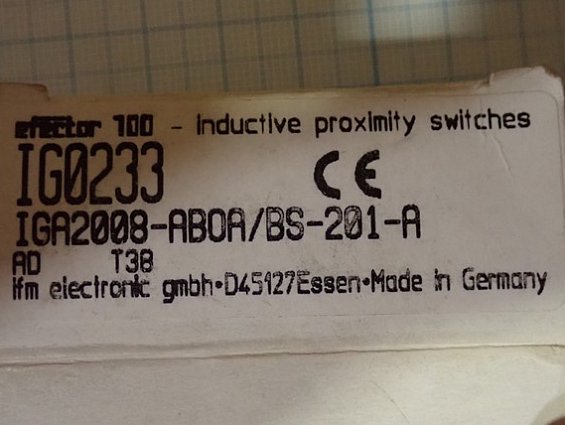 efector 100 - inductive proximity switches
IG0233 CE
IGA2008-ABOA/BS-201-A
AD T38
ifm electronic gmbh•D45127Essen•Made in Germany